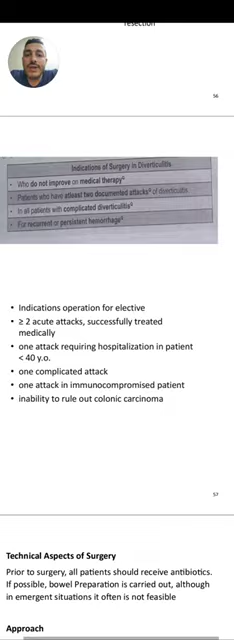 resection
56
Indications of Surgery in Diverticulitis
• Who do not improve on medical therapy
• Patients who have atleast two documented attacks of diverticulitis
• In all patients with complicated diverticulitis
• For recurrent or persistent hemorrhage
• Indications operation for elective
• ≥ 2 acute attacks, successfully treated
medically
• one attack requiring hospitalization in patient
< 40 y.o.
• one complicated attack
• one attack in immunocompromised patient
• inability to rule out colonic carcinoma
57
Technical Aspects of Surgery
Prior to surgery, all patients should receive antibiotics.
If possible, bowel Preparation is carried out, although
in emergent situations it often is not feasible
Approach